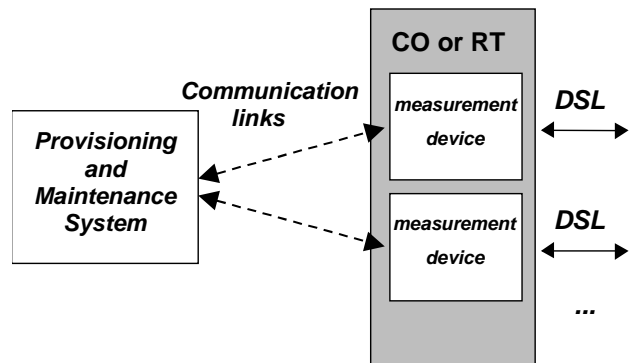 CO or RT
Communication
links
Provisioning
and
Maintenance
System
measurement
device
DSL
measurement
device
DSL
...